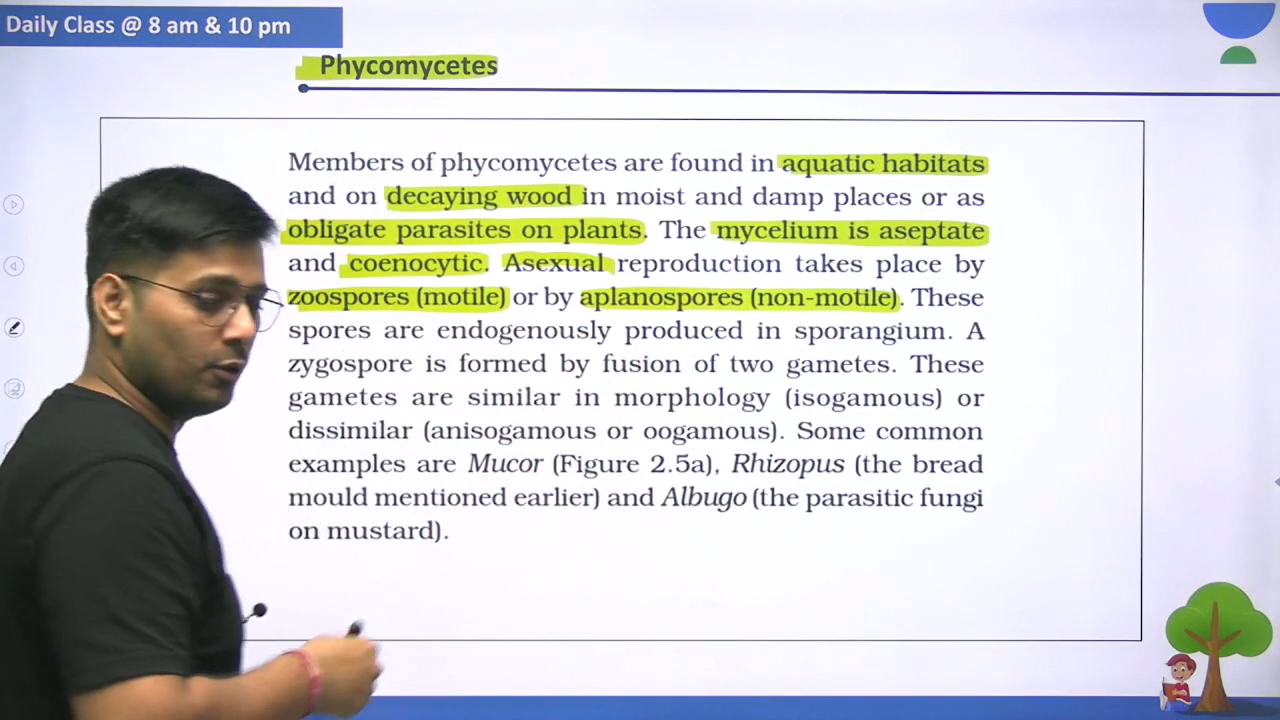 Daily Class @ 8 am & 10 pm
Phycomycetes
Members of phycomycetes are found in aquatic habitats
and on decaying wood in moist and damp places or as
obligate parasites on plants. The mycelium is aseptate
and coenocytic. Asexual reproduction takes place by
zoospores (motile) or by aplanospores (non-motile). These
spores are endogenously produced in sporangium. A
zygospore is formed by fusion of two gametes. These
gametes are similar in morphology (isogamous) or
dissimilar (anisogamous or oogamous). Some common
examples are Mucor (Figure 2.5a), Rhizopus (the bread
mould mentioned earlier) and Albugo (the parasitic fungi
on mustard).